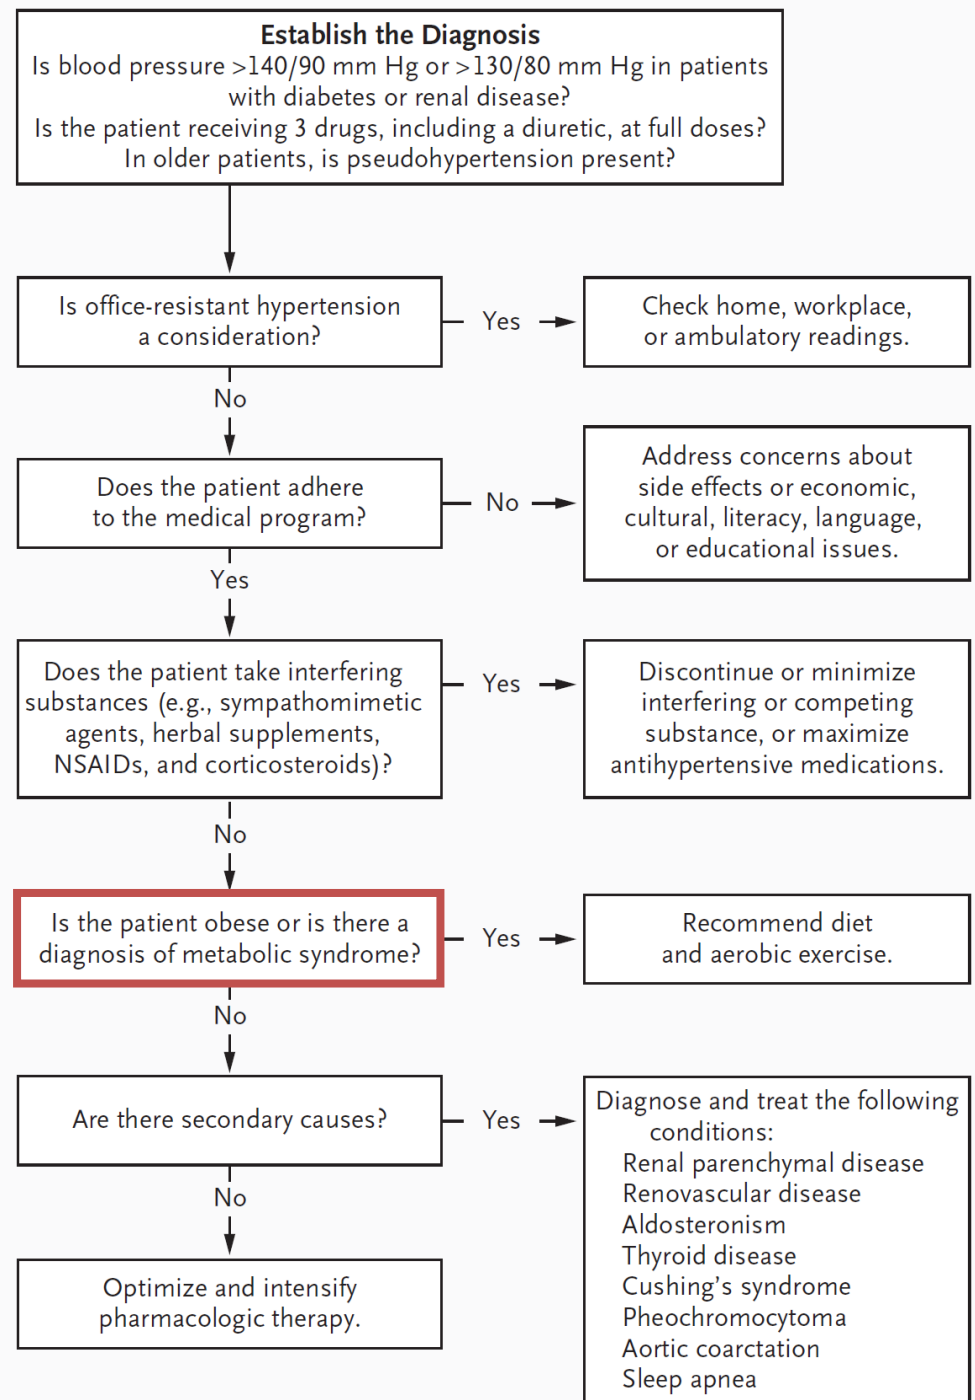 Establish the Diagnosis
Is blood pressure >140/90 mm Hg or >130/80 mm Hg in patients
with diabetes or renal disease?
Is the patient receiving 3 drugs, including a diuretic, at full doses?
In older patients, is pseudohypertension present?
Is office-resistant hypertension
a consideration?
Yes
Check home, workplace,
or ambulatory readings.
No
Does the patient adhere
to the medical program?
No
Address concerns about
side effects or economic,
cultural, literacy, language,
or educational issues.
Yes
Does the patient take interfering
substances (e.g., sympathomimetic
agents, herbal supplements,
NSAIDs, and corticosteroids)?
Yes
Discontinue or minimize
interfering or competing
substance, or maximize
antihypertensive medications.
No
Is the patient obese or is there a
diagnosis of metabolic syndrome?
Yes
Recommend diet
and aerobic exercise.
No
Are there secondary causes?
Yes
Diagnose and treat the following
conditions:
Renal parenchymal disease
Renovascular disease
Aldosteronism
Thyroid disease
Cushing’s syndrome
Pheochromocytoma
Aortic coarctation
Sleep apnea
No
Optimize and intensify
pharmacologic therapy.